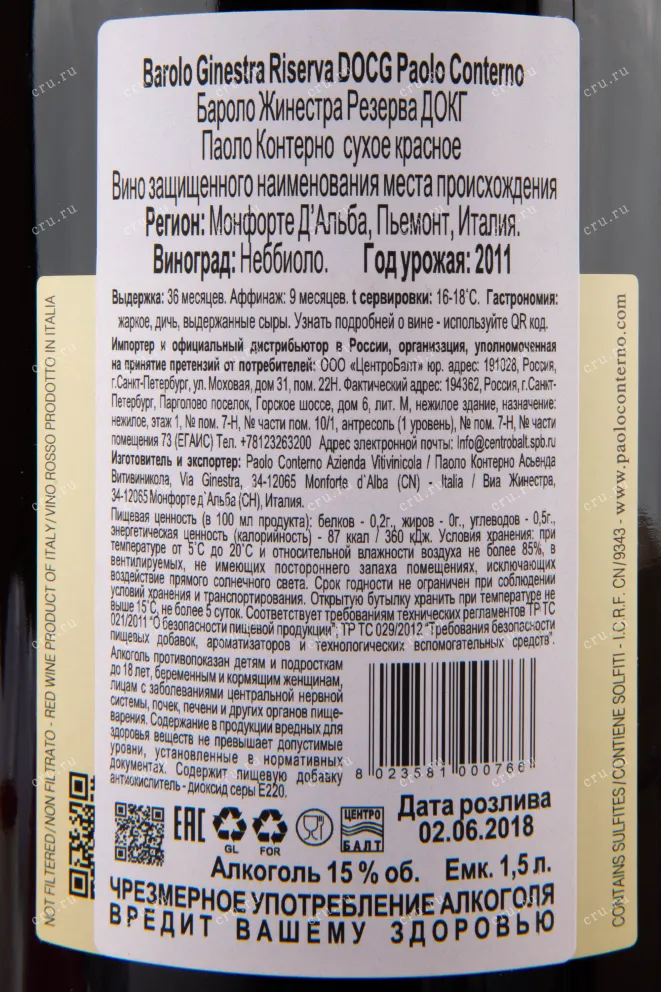 Barolo Ginestra Riserva DOCG Paolo Conterno
Бароло Жинестра Резерва ДОКГ
Паоло Контерно сухое красное
Вино защищенного наименования места происхождения
Регион: Монфорте Д'Альба, Пьемонт, Италия.
Виноград: Неббиоло. Год урожая: 2011
Выдержка: 36 месяцев. Аффинаж: 9 месяцев. t сервировки: 16-18°С. Гастрономия:
жаркое, дичь, выдержанные сыры. Узнать подробней о вине - используйте QR код.
Импортер и официальный дистрибьютор в России, организация, уполномоченная
на принятие претензий от потребителей: ООО «ЦентроБалт» юр. адрес: 191028, Россия,
г.Санкт-Петербург, ул. Моховая, дом 31, пом. 22Н. Фактический адрес: 194362, Россия, г.Санкт-
Петербург, Парголово поселок, Горское шоссе, дом 6, лит. М, нежилое здание, назначение:
нежилое, этаж 1, № пом. 7-Н, № части пом. 10/1, антресоль (1 уровень), № пом. 7-Н, № части
помещения 73 (ЕГАИС) Тел. +78123263200 Адрес электронной почты: Info@centrobalt.spb.ru
Изготовитель и экспортер: Paolo Conterno Azienda Vitivinicola / Паоло Контерно Асьенда
Витивиникола, Via Ginestra, 34-12065 Monforte d`Alba (CN) - Italia / Виа Жинестра,
34-12065 Монфорте д`Альба (СН), Италия.
Пищевая ценность (в 100 мл продукта): белков - 0,2г., жиров - 0г., углеводов - 0,5г.,
энергетическая ценность (калорийность) - 87 ккал / 360 кДж. Условия хранения: при
температуре от 5°С до 20°С и относительной влажности воздуха не более 85%, в
вентилируемых, не имеющих постороннего запаха помещениях, исключающих
воздействие прямого солнечного света. Срок годности не ограничен при соблюдении
условий хранения и транспортирования. Открытую бутылку хранить при температуре не
выше 15°С, не более 5 суток. Соответствует требованиям технических регламентов ТР ТС
021/2011 "О безопасности пищевой продукции"; ТР ТС 029/2012 "Требования безопасности
пищевых добавок, ароматизаторов и технологических вспомогательных средств".
Алкоголь противопоказан детям и подросткам
до 18 лет, беременным и кормящим женщинам,
лицам с заболеваниями центральной нервной
системы, почек, печени и других органов пище-
варения. Содержание в продукции вредных для
здоровья веществ не превышает допустимые
уровни, установленные в нормативных
документах. Содержит пищевую добавку
антиокислитель - диоксид серы Е220.
8 023581 000766
EAC
GL
FOR
ЦЕНТРО
БАЛТ
Дата розлива
02.06.2018
Алкоголь 15 % об. Емк. 1,5 л.
ЧРЕЗМЕРНОЕ УПОТРЕБЛЕНИЕ АЛКОГОЛЯ
ВРЕДИТ ВАШЕМУ ЗДОРОВЬЮ
NOT FILTERED/NON FILTRATO - RED WINE PRODUCT OF ITALY/VINO ROSSO PRODOTTO IN ITALIA
CONTAINS SULFITES/CONTIENE SOLFITI - I.C.R.F. CN/9343 - www.paoloconterno.com
cru.ru